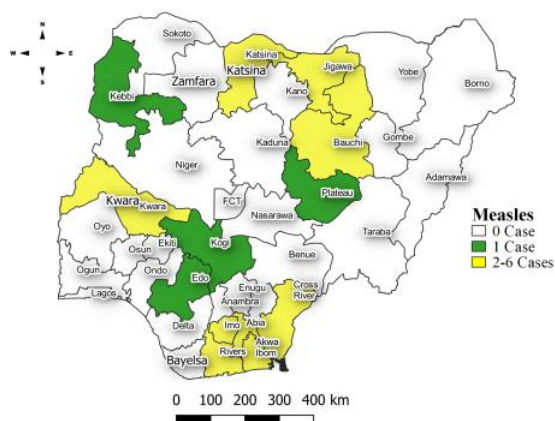 N
W E
S
Sokoto
Katsina
Zamfara
Katsina
Jigawa
Yobe
Borno
Kebbi
Kano
Kaduna
Bauchi
Gombe
Niger
Adamawa
Plateau
Kwara
Kwara
FCT
Nasarawa
Oyo
Taraba
Ekiti
Kogi
Osun
Benue
Ogun
Ondo
Edo
Enugu
Cross
River
Lagos
Anambra
Delta
Imo
Abia
Bayelsa
Rivers
Akwa
Ibom
Measles
0 Case
1 Case
2-6 Cases
0 100 200 300 400 km